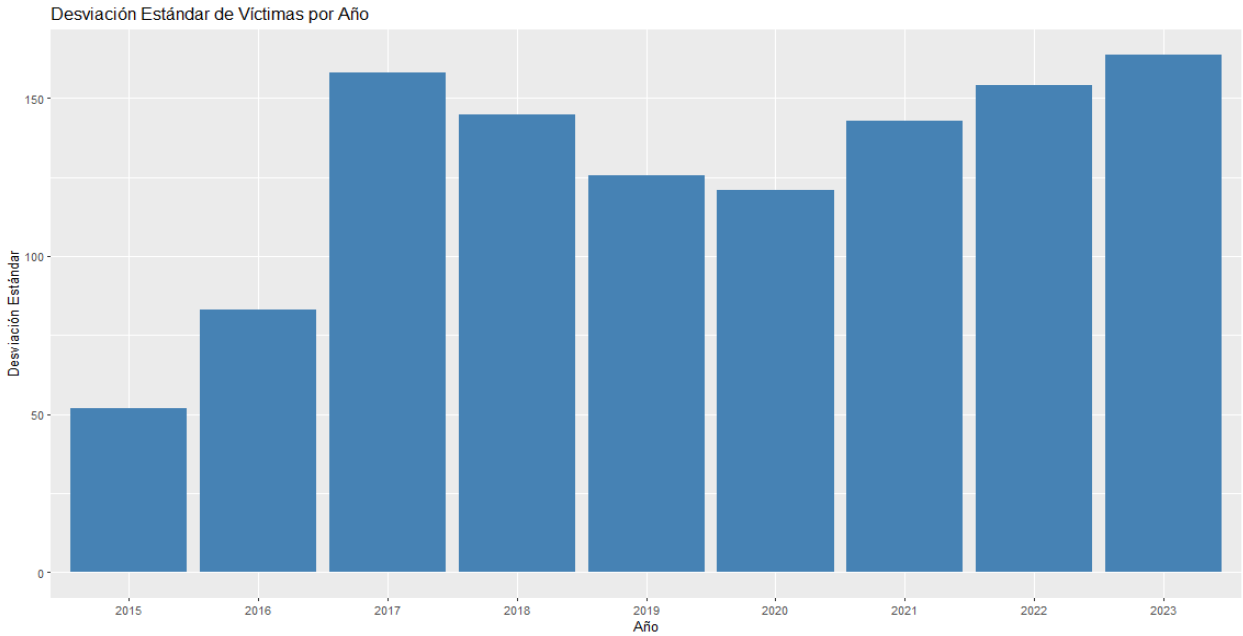 Desviación Estándar de Víctimas por Año
Desviación Estándar
150
100
50
0
2015 2016 2017 2018 2019 2020 2021 2022 2023
Año